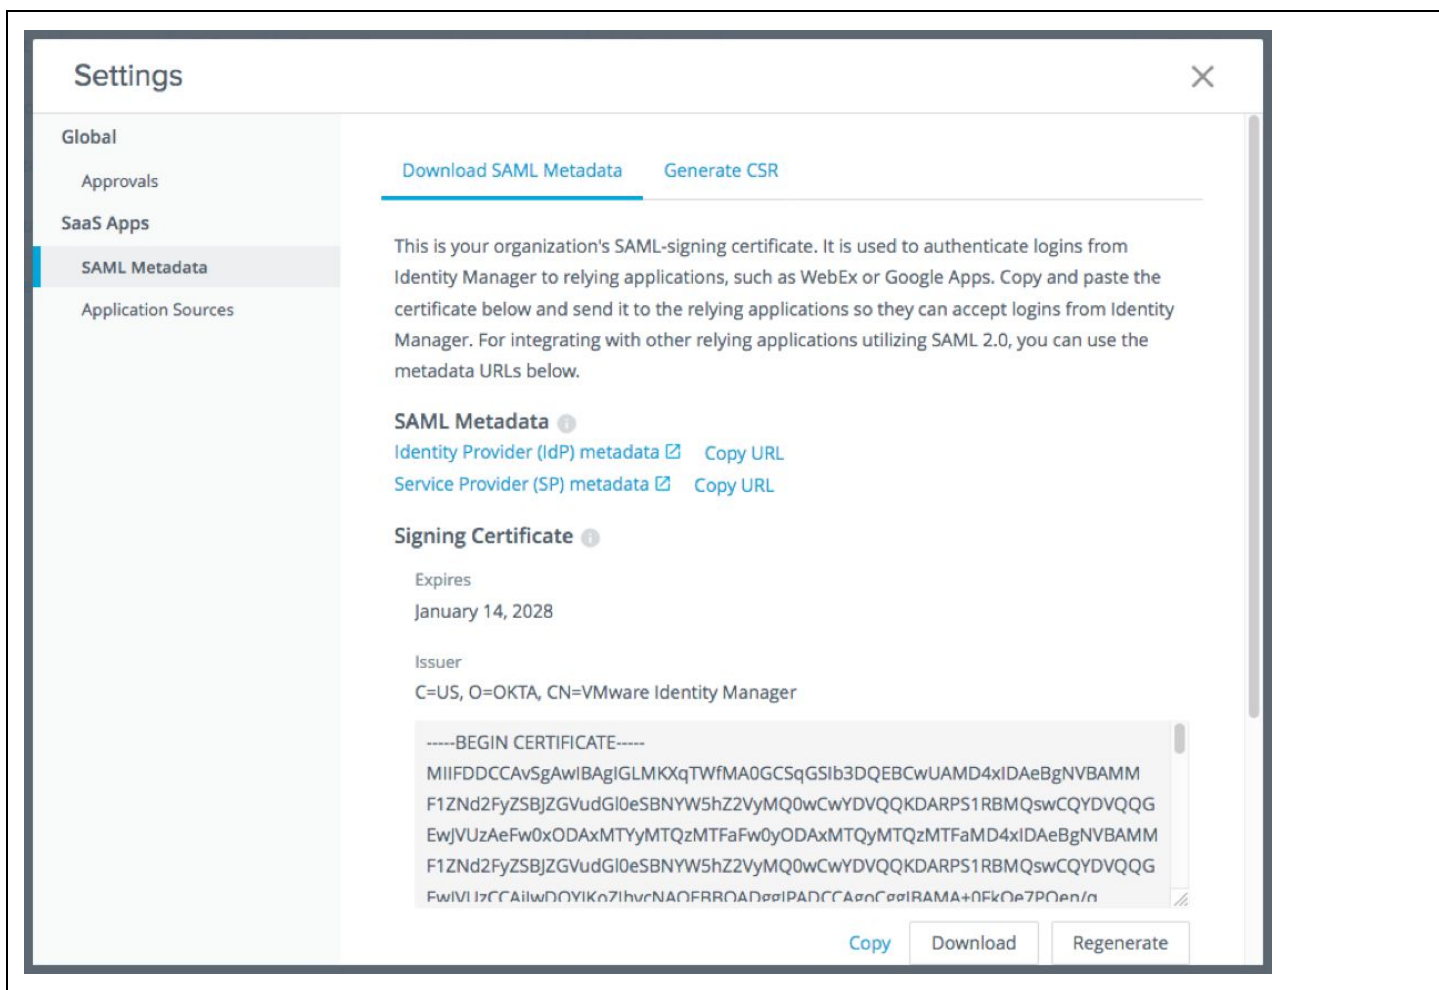 Settings
Global
Approvals
SaaS Apps
SAML Metadata
Application Sources
Download SAML Metadata Generate CSR
This is your organization's SAML-signing certificate. It is used to authenticate logins from
Identity Manager to relying applications, such as WebEx or Google Apps. Copy and paste the
certificate below and send it to the relying applications so they can accept logins from Identity
Manager. For integrating with other relying applications utilizing SAML 2.0, you can use the
metadata URLs below.
SAML Metadata
Identity Provider (IdP) metadata Copy URL
Service Provider (SP) metadata Copy URL
Signing Certificate
Expires
January 14, 2028
Issuer
C=US, O=OKTA, CN=VMware Identity Manager
-----BEGIN CERTIFICATE-----
MIIFDDCCAvSgAwIBAgIGLMKXqTWfMA0GCSqGSIb3DQEBCwUAMD4xIDAeBgNVBAMM
F1ZNd2FyZSBJZGVudGl0eSBNYW5hZ2VyMQ0wCwYDVQQKDARPS1RBMQswCQYDVQQG
EwJVUzAeFw0xODAxMTYyMTQzMTFaFw0yODAxMTQyMTQzMTFaMD4xIDAeBgNVBAMM
F1ZNd2FyZSBJZGVudGl0eSBNYW5hZ2VyMQ0wCwYDVQQKDARPS1RBMQswCQYDVQQG
Copy Download Regenerate